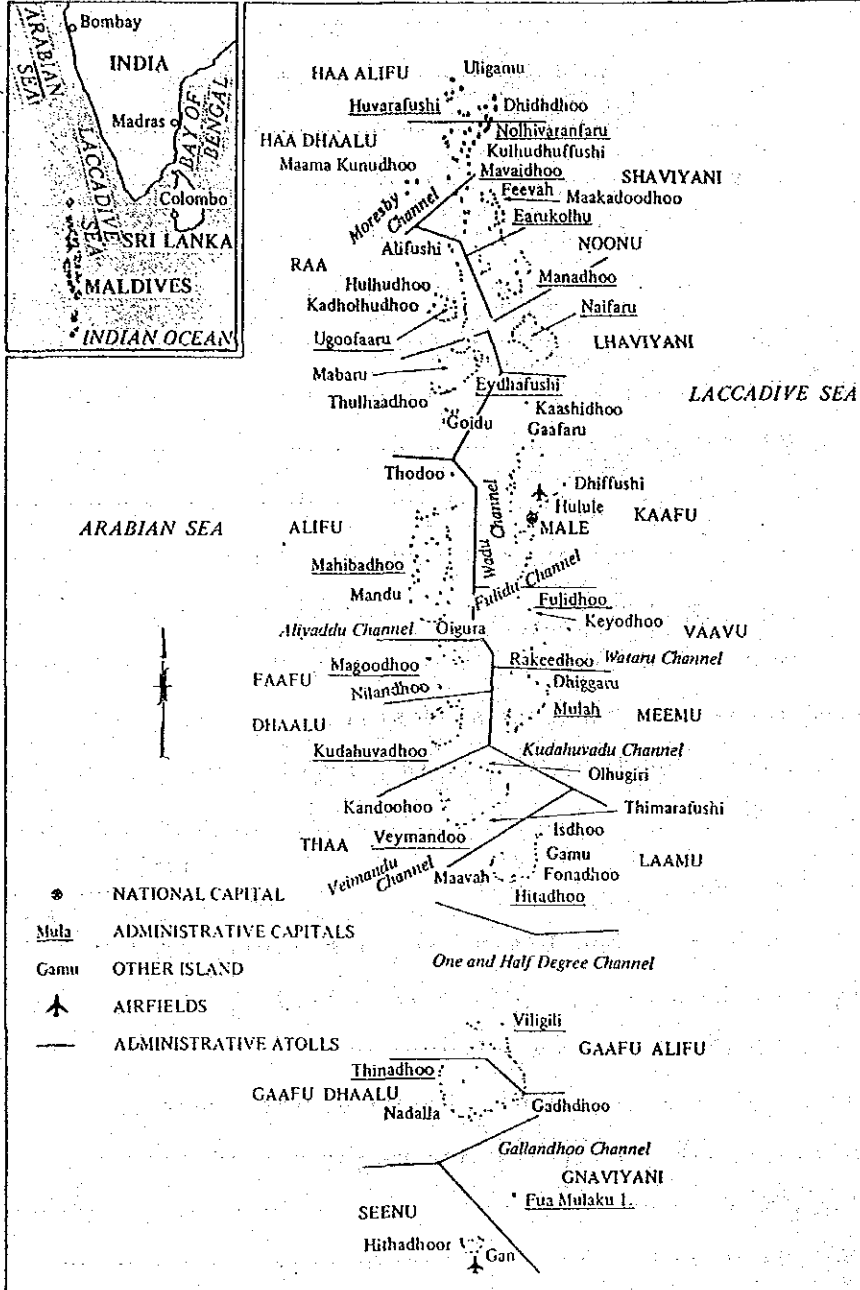 Bombay
ARABIAN SEA
INDIA
Madras
BAY OF BENGAL
LACCADIVE SEA
Colombo
SRI LANKA
MALDIVES
INDIAN OCEAN
HAA ALIFU
Uligamu
Huvarafushi
Dhidhdhoo
Nolhivaranfaru
HAA DHAALU
Kulhudhuffushi
Maama Kunudhoo
Mavaidhoo
SHAVIYANI
Feevah
Maakadoodhoo
Moresby Channel
Earukolhu
Alifushi
NOONU
RAA
Hulhudhoo
Manadhoo
Kadholhudhoo
Naifaru
Ugoofaaru
LHAVIYANI
Mabaru
Eydhafushi
LACCADIVE SEA
Thulhaadhoo
Kaashidhoo
Goidu
Gaafaru
Thodoo
Dhiffushi
Hulule
ARABIAN SEA
ALIFU
Wadu Channel
MALE
KAAFU
Mahibadhoo
Mandu
Fulidu Channel
Fulidhoo
Keyodhoo
Alivaddu Channel
Oigura
VAAVU
Magoodhoo
Rakeedhoo
Wataru Channel
FAAFU
Nilandhoo
Dhiggaru
DHAALU
Mulah
MEEMU
Kudahuvadhoo
Kudahuvadu Channel
Olhugiri
Kandoohoo
Thimarafushi
THAA
Veymandoo
Isdhoo
Gamu
LAAMU
Veimandu Channel
Maavah
Fonadhoo
Hitadhoo
NATIONAL CAPITAL
Mula
ADMINISTRATIVE CAPITALS
Gamu
OTHER ISLAND
One and Half Degree Channel
AIRFIELDS
ADMINISTRATIVE ATOLLS
Viligili
GAAFU ALIFU
Thinadhoo
GAAFU DHAALU
Nadalla
Gadhdhoo
Gallandhoo Channel
GNAVIYANI
Fua Mulaku 1.
SEENU
Hithadhoor
Gan